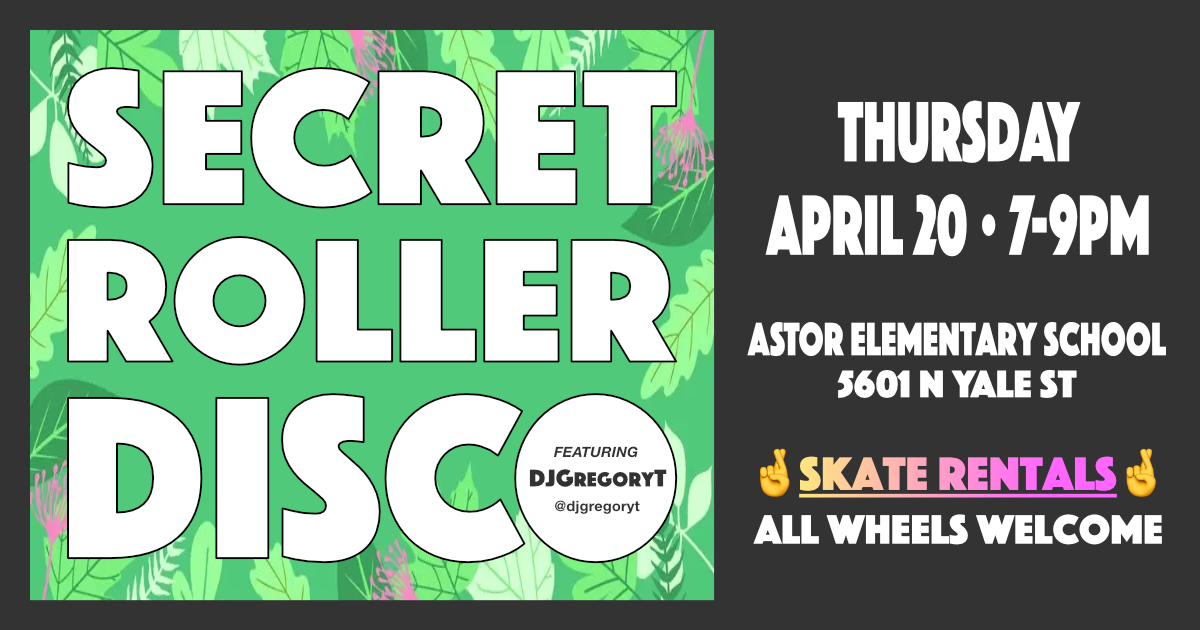 SECRET
ROLLER
DISCO
FEATURING
DJGREGORYT
@djgregoryt
THURSDAY
APRIL 20 • 7-9PM
ASTOR ELEMENTARY SCHOOL
5601 N YALE ST
🤞SKATE RENTALS🤞
ALL WHEELS WELCOME